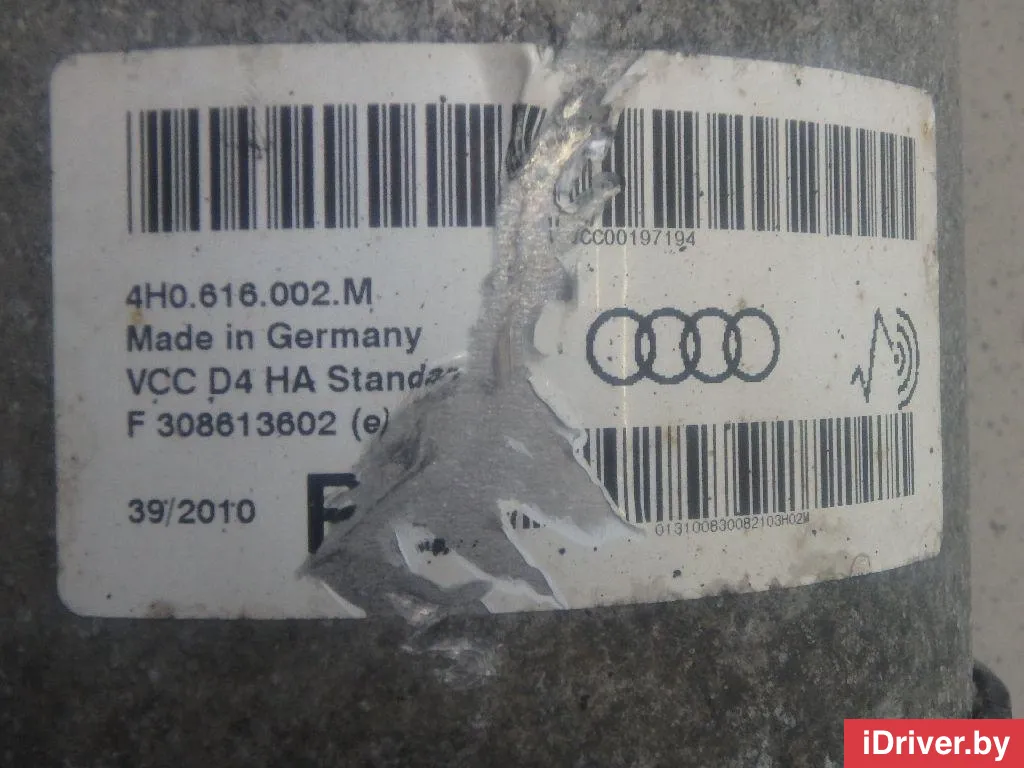 CC00197194
4H0.616.002.M
Made in Germany
VCC D4 HA
F 308613602 (e)
39/2010
013100830082103H02M
iDriver.by